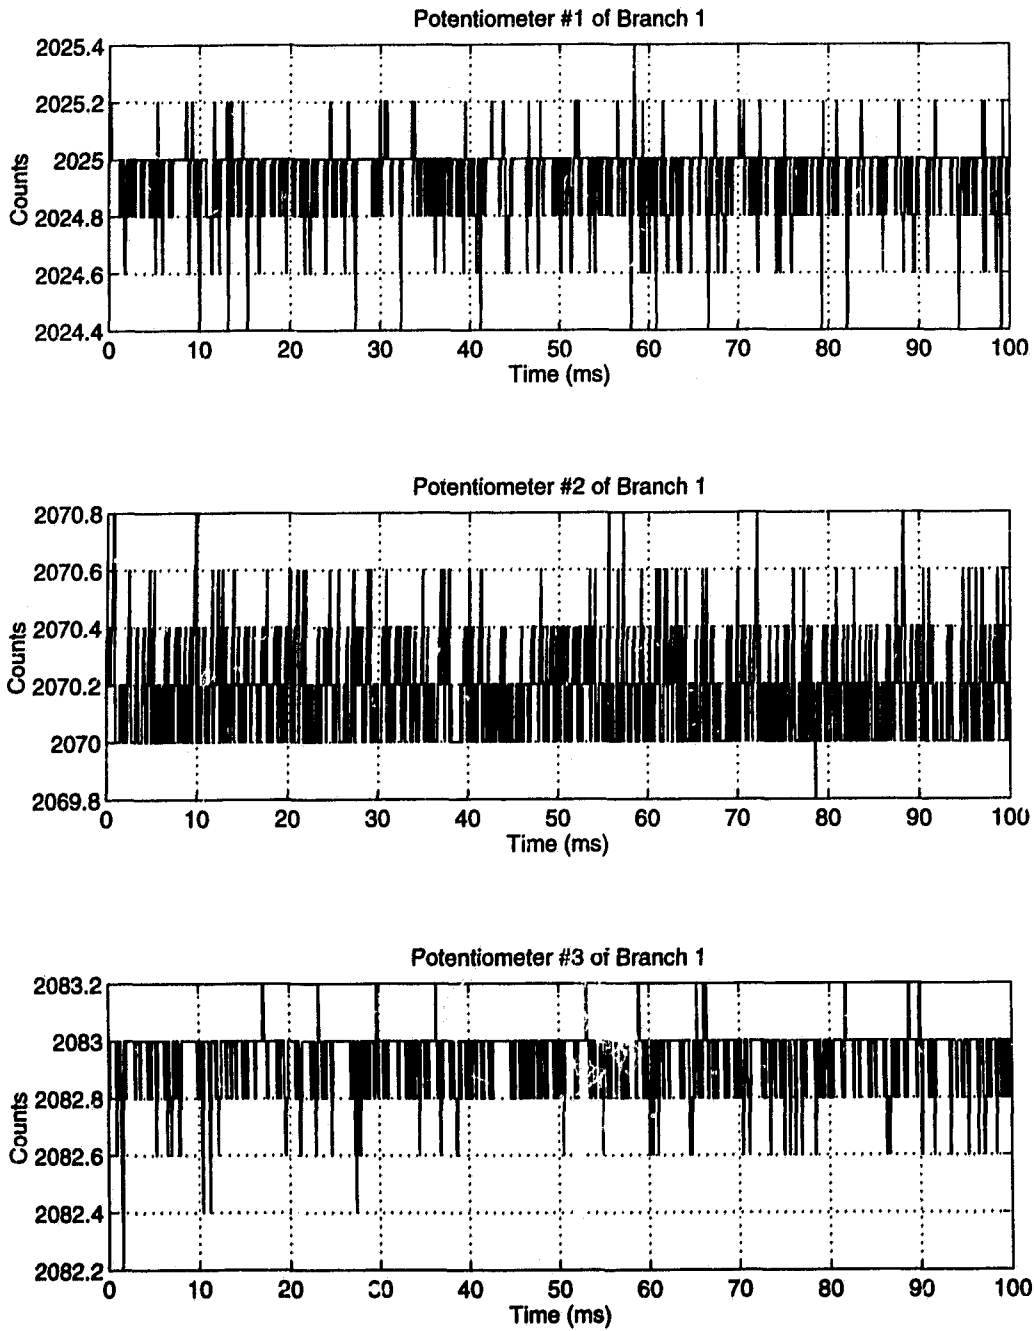 Potentiometer #1 of Branch 1
2025.4
2025.2
2025
2024.8
2024.6
2024.4
Counts
0 10 20 30 40 50 60 70 80 90 100
Time (ms)
Potentiometer #2 of Branch 1
2070.8
2070.6
2070.4
2070.2
2070
2069.8
Counts
0 10 20 30 40 50 60 70 80 90 100
Time (ms)
Potentiometer #3 of Branch 1
2083.2
2083
2082.8
2082.6
2082.4
2082.2
Counts
0 10 20 30 40 50 60 70 80 90 100
Time (ms)